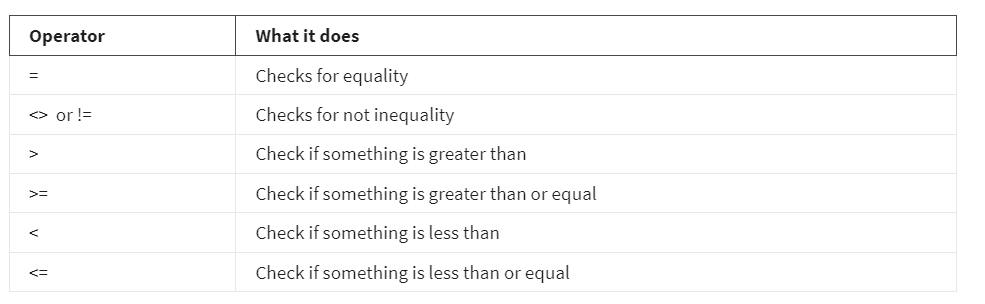 Operator What it does
= Checks for equality
<> or != Checks for not inequality
> Check if something is greater than
>= Check if something is greater than or equal
< Check if something is less than
<= Check if something is less than or equal